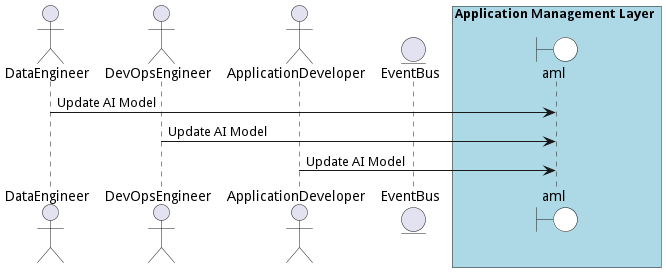 Application Management Layer
DataEngineer DevOpsEngineer ApplicationDeveloper EventBus aml
Update AI Model
Update AI Model
Update AI Model
DataEngineer DevOpsEngineer ApplicationDeveloper EventBus aml